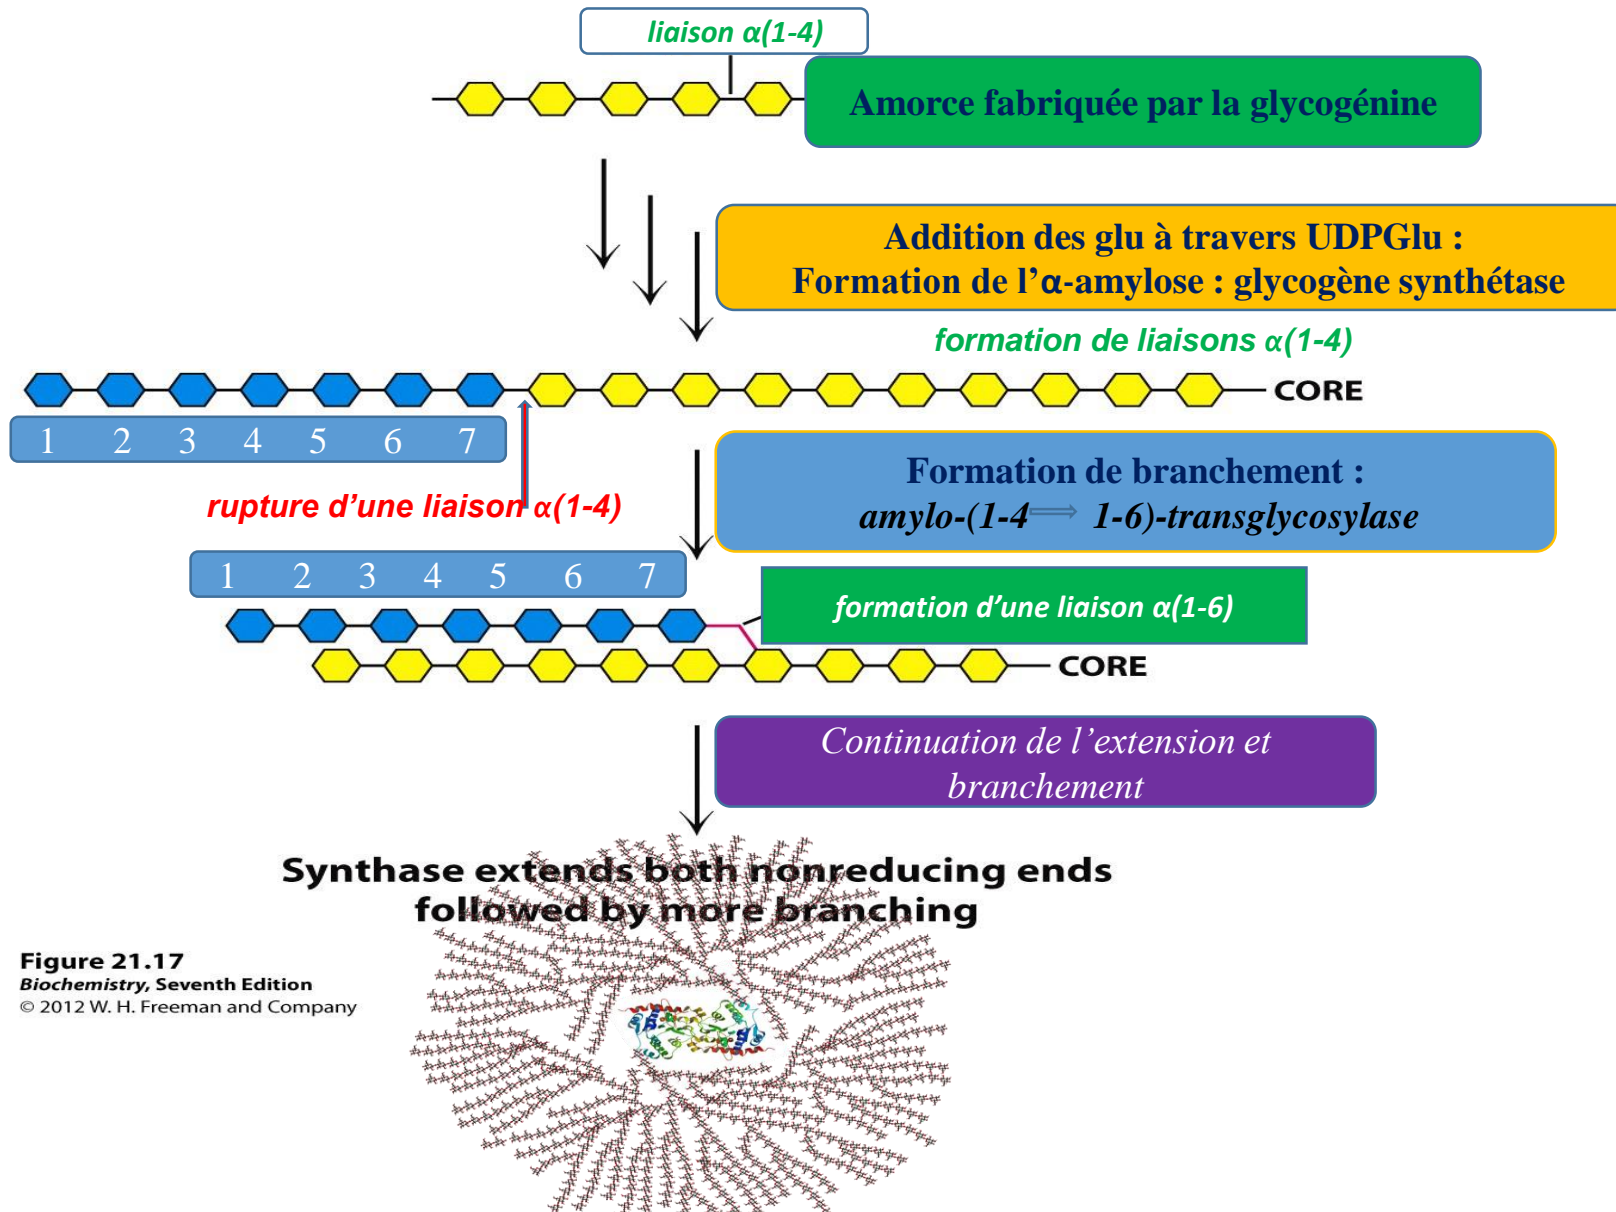 liaison α(1-4)
Amorce fabriquée par la glycogénine
Addition des glu à travers UDPGlu :
Formation de l’α-amylose : glycogène synthétase
formation de liaisons α(1-4)
CORE
1 2 3 4 5 6 7
Formation de branchement :
amylo-(1-4 ⟹ 1-6)-transglycosylase
rupture d’une liaison α(1-4)
1 2 3 4 5 6 7
formation d’une liaison α(1-6)
CORE
Continuation de l’extension et
branchement
Synthase extends both nonreducing ends
followed by more branching
Figure 21.17
Biochemistry, Seventh Edition
© 2012 W. H. Freeman and Company